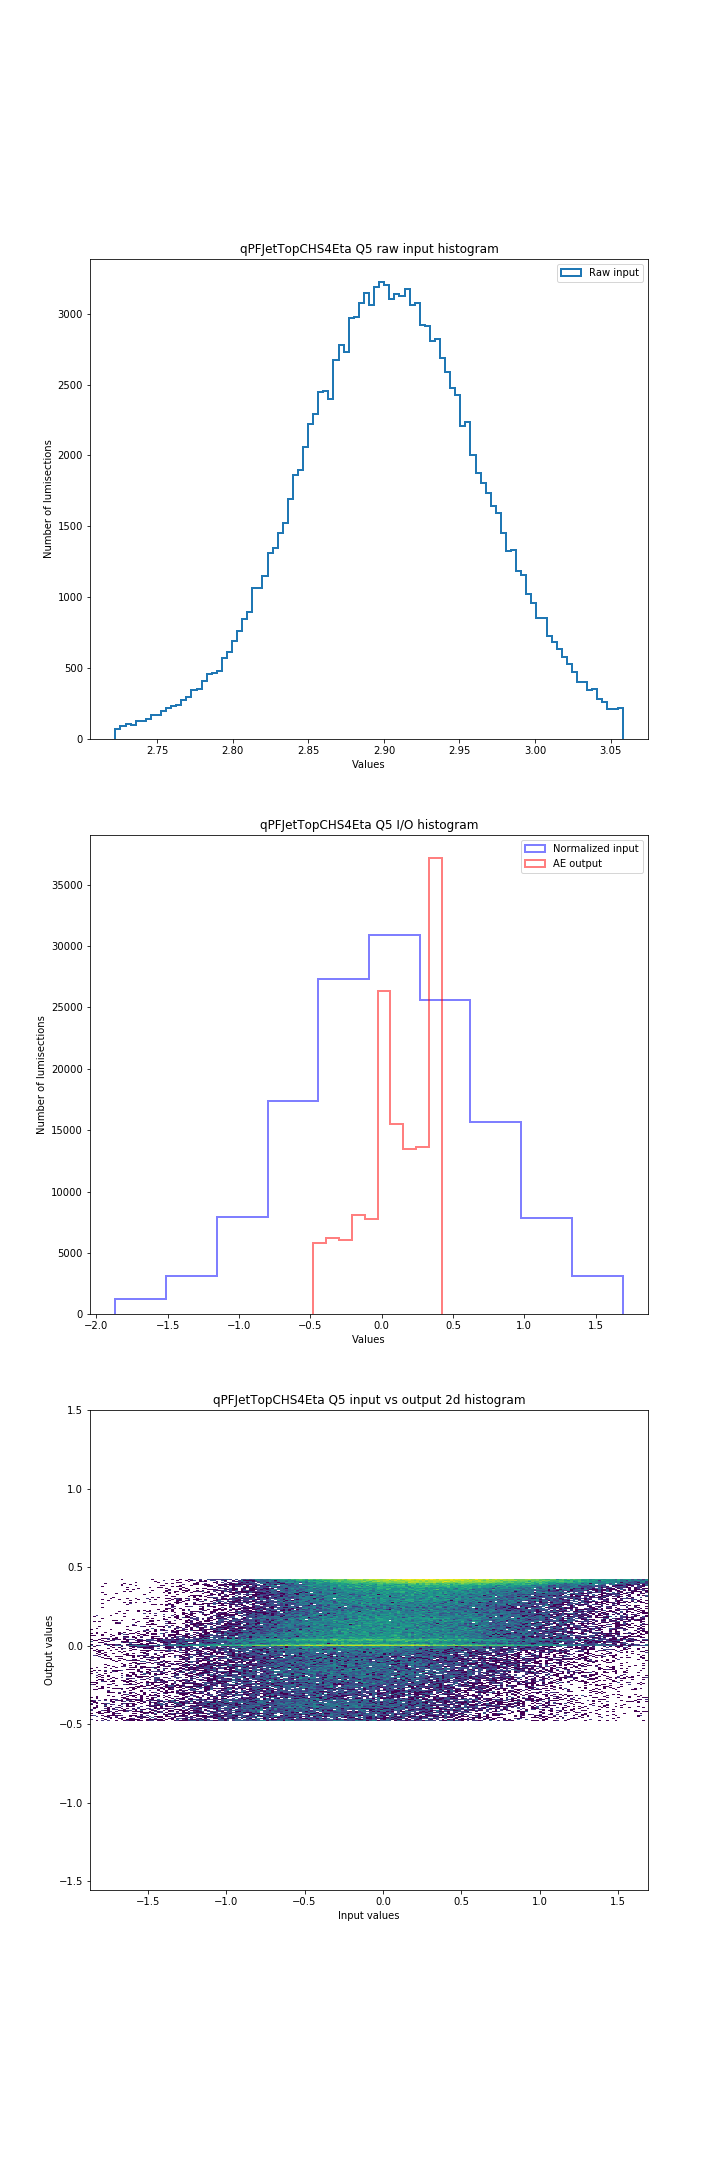 qPFJetTopCHS4Eta Q5 raw input histogram
Raw input
3000
2500
2000
1500
1000
500
0
Number of lumisections
2.75 2.80 2.85 2.90 2.95 3.00 3.05
Values
qPFJetTopCHS4Eta Q5 I/O histogram
Normalized input
AE output
35000
30000
25000
20000
15000
10000
5000
0
Number of lumisections
−2.0 −1.5 −1.0 −0.5 0.0 0.5 1.0 1.5
Values
qPFJetTopCHS4Eta Q5 input vs output 2d histogram
1.5
1.0
0.5
0.0
−0.5
−1.0
−1.5
Output values
−1.5 −1.0 −0.5 0.0 0.5 1.0 1.5
Input values